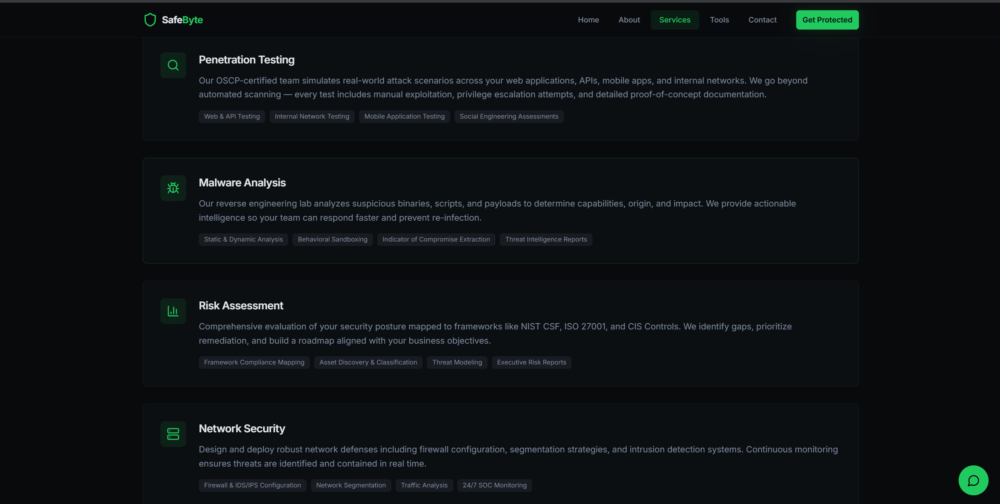 SafeByte
Home About Services Tools Contact Get Protected
Penetration Testing
Our OSCP-certified team simulates real-world attack scenarios across your web applications, APIs, mobile apps, and internal networks. We go beyond
automated scanning — every test includes manual exploitation, privilege escalation attempts, and detailed proof-of-concept documentation.
Web & API Testing Internal Network Testing Mobile Application Testing Social Engineering Assessments
Malware Analysis
Our reverse engineering lab analyzes suspicious binaries, scripts, and payloads to determine capabilities, origin, and impact. We provide actionable
intelligence so your team can respond faster and prevent re-infection.
Static & Dynamic Analysis Behavioral Sandboxing Indicator of Compromise Extraction Threat Intelligence Reports
Risk Assessment
Comprehensive evaluation of your security posture mapped to frameworks like NIST CSF, ISO 27001, and CIS Controls. We identify gaps, prioritize
remediation, and build a roadmap aligned with your business objectives.
Framework Compliance Mapping Asset Discovery & Classification Threat Modeling Executive Risk Reports
Network Security
Design and deploy robust network defenses including firewall configuration, segmentation strategies, and intrusion detection systems. Continuous monitoring
ensures threats are identified and contained in real time.
Firewall & IDS/IPS Configuration Network Segmentation Traffic Analysis 24/7 SOC Monitoring